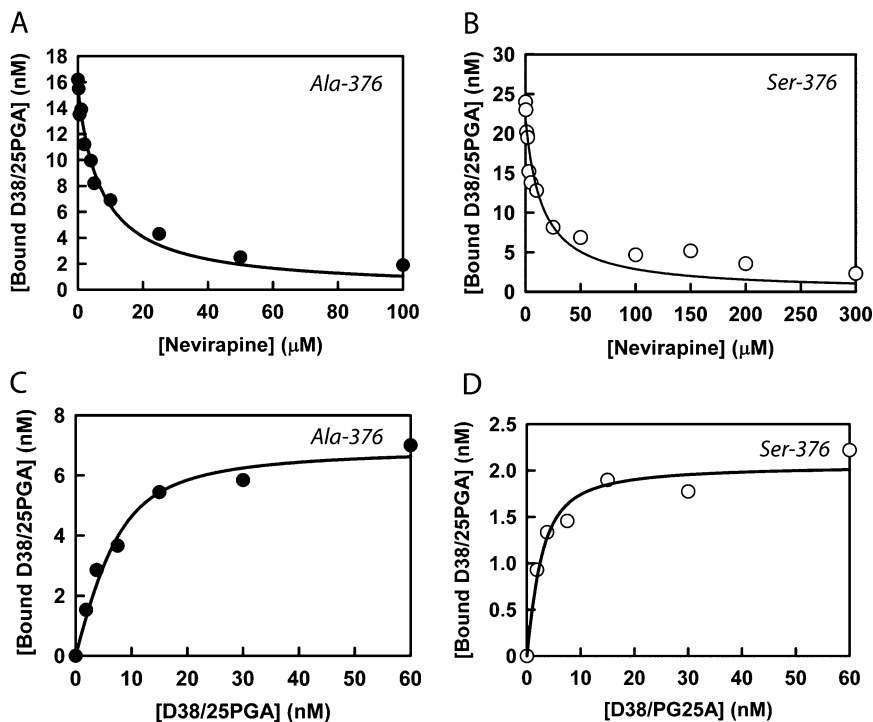 A
[Bound D38/25PGA] (nM)
18
16
14
12
10
8
6
4
2
0
Ala-376
0 20 40 60 80 100
[Nevirapine] (μM)
B
[Bound D38/25PGA] (nM)
30
25
20
15
10
5
0
Ser-376
0 50 100 150 200 250 300
[Nevirapine] (μM)
C
[Bound D38/25PGA] (nM)
8
6
4
2
0
Ala-376
0 10 20 30 40 50 60
[D38/25PGA] (nM)
D
[Bound D38/25PGA] (nM)
2.5
2.0
1.5
1.0
0.5
0.0
Ser-376
0 10 20 30 40 50 60
[D38/PG25A] (nM)